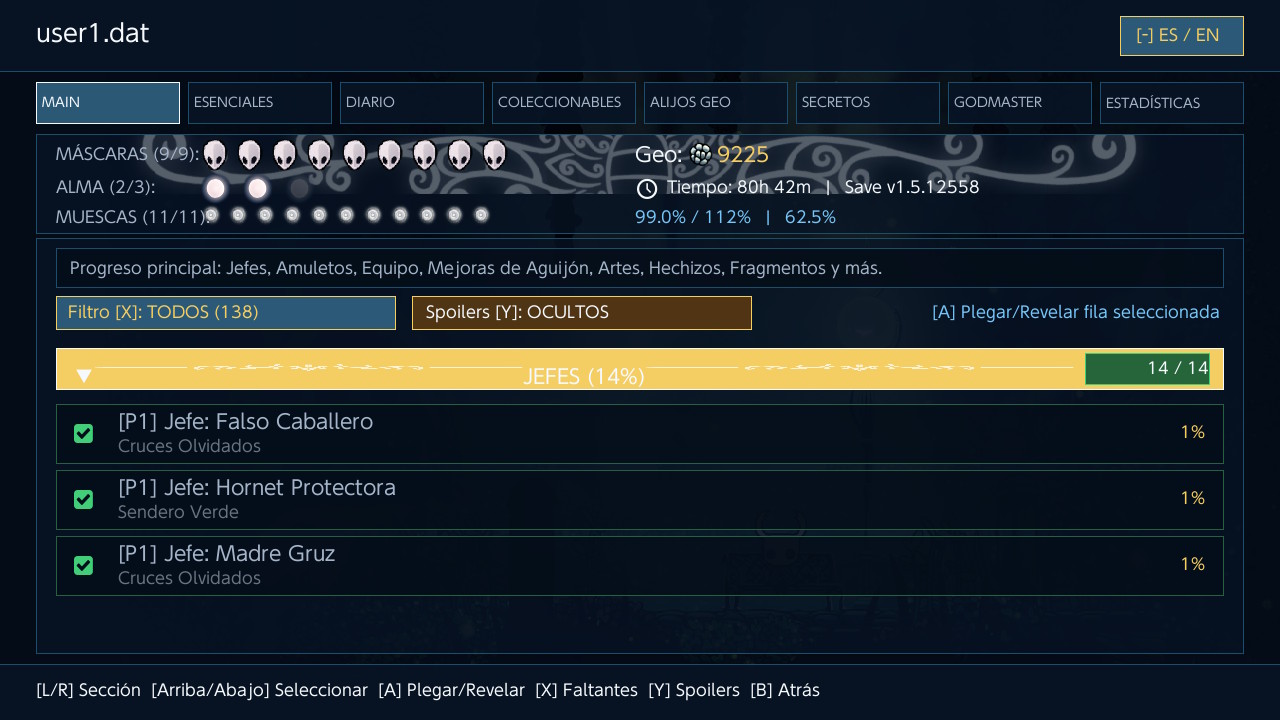 user1.dat
[-] ES / EN
MAIN
ESENCIALES
DIARIO
COLECCIONABLES
ALIJOS GEO
SECRETOS
GODMASTER
ESTADÍSTICAS
MÁSCARAS (9/9):
Geo: 9225
ALMA (2/3):
Tiempo: 80h 42m | Save v1.5.12558
MUESCAS (11/11):
99.0% / 112% | 62.5%
Progreso principal: Jefes, Amuletos, Equipo, Mejoras de Aguijón, Artes, Hechizos, Fragmentos y más.
Filtro [X]: TODOS (138)
Spoilers [Y]: OCULTOS
[A] Plegar/Revelar fila seleccionada
▼ JEFES (14%)
14 / 14
[P1] Jefe: Falso Caballero
Cruces Olvidados
1%
[P1] Jefe: Hornet Protectora
Sendero Verde
1%
[P1] Jefe: Madre Gruz
Cruces Olvidados
1%
[L/R] Sección [Arriba/Abajo] Seleccionar [A] Plegar/Revelar [X] Faltantes [Y] Spoilers [B] Atrás